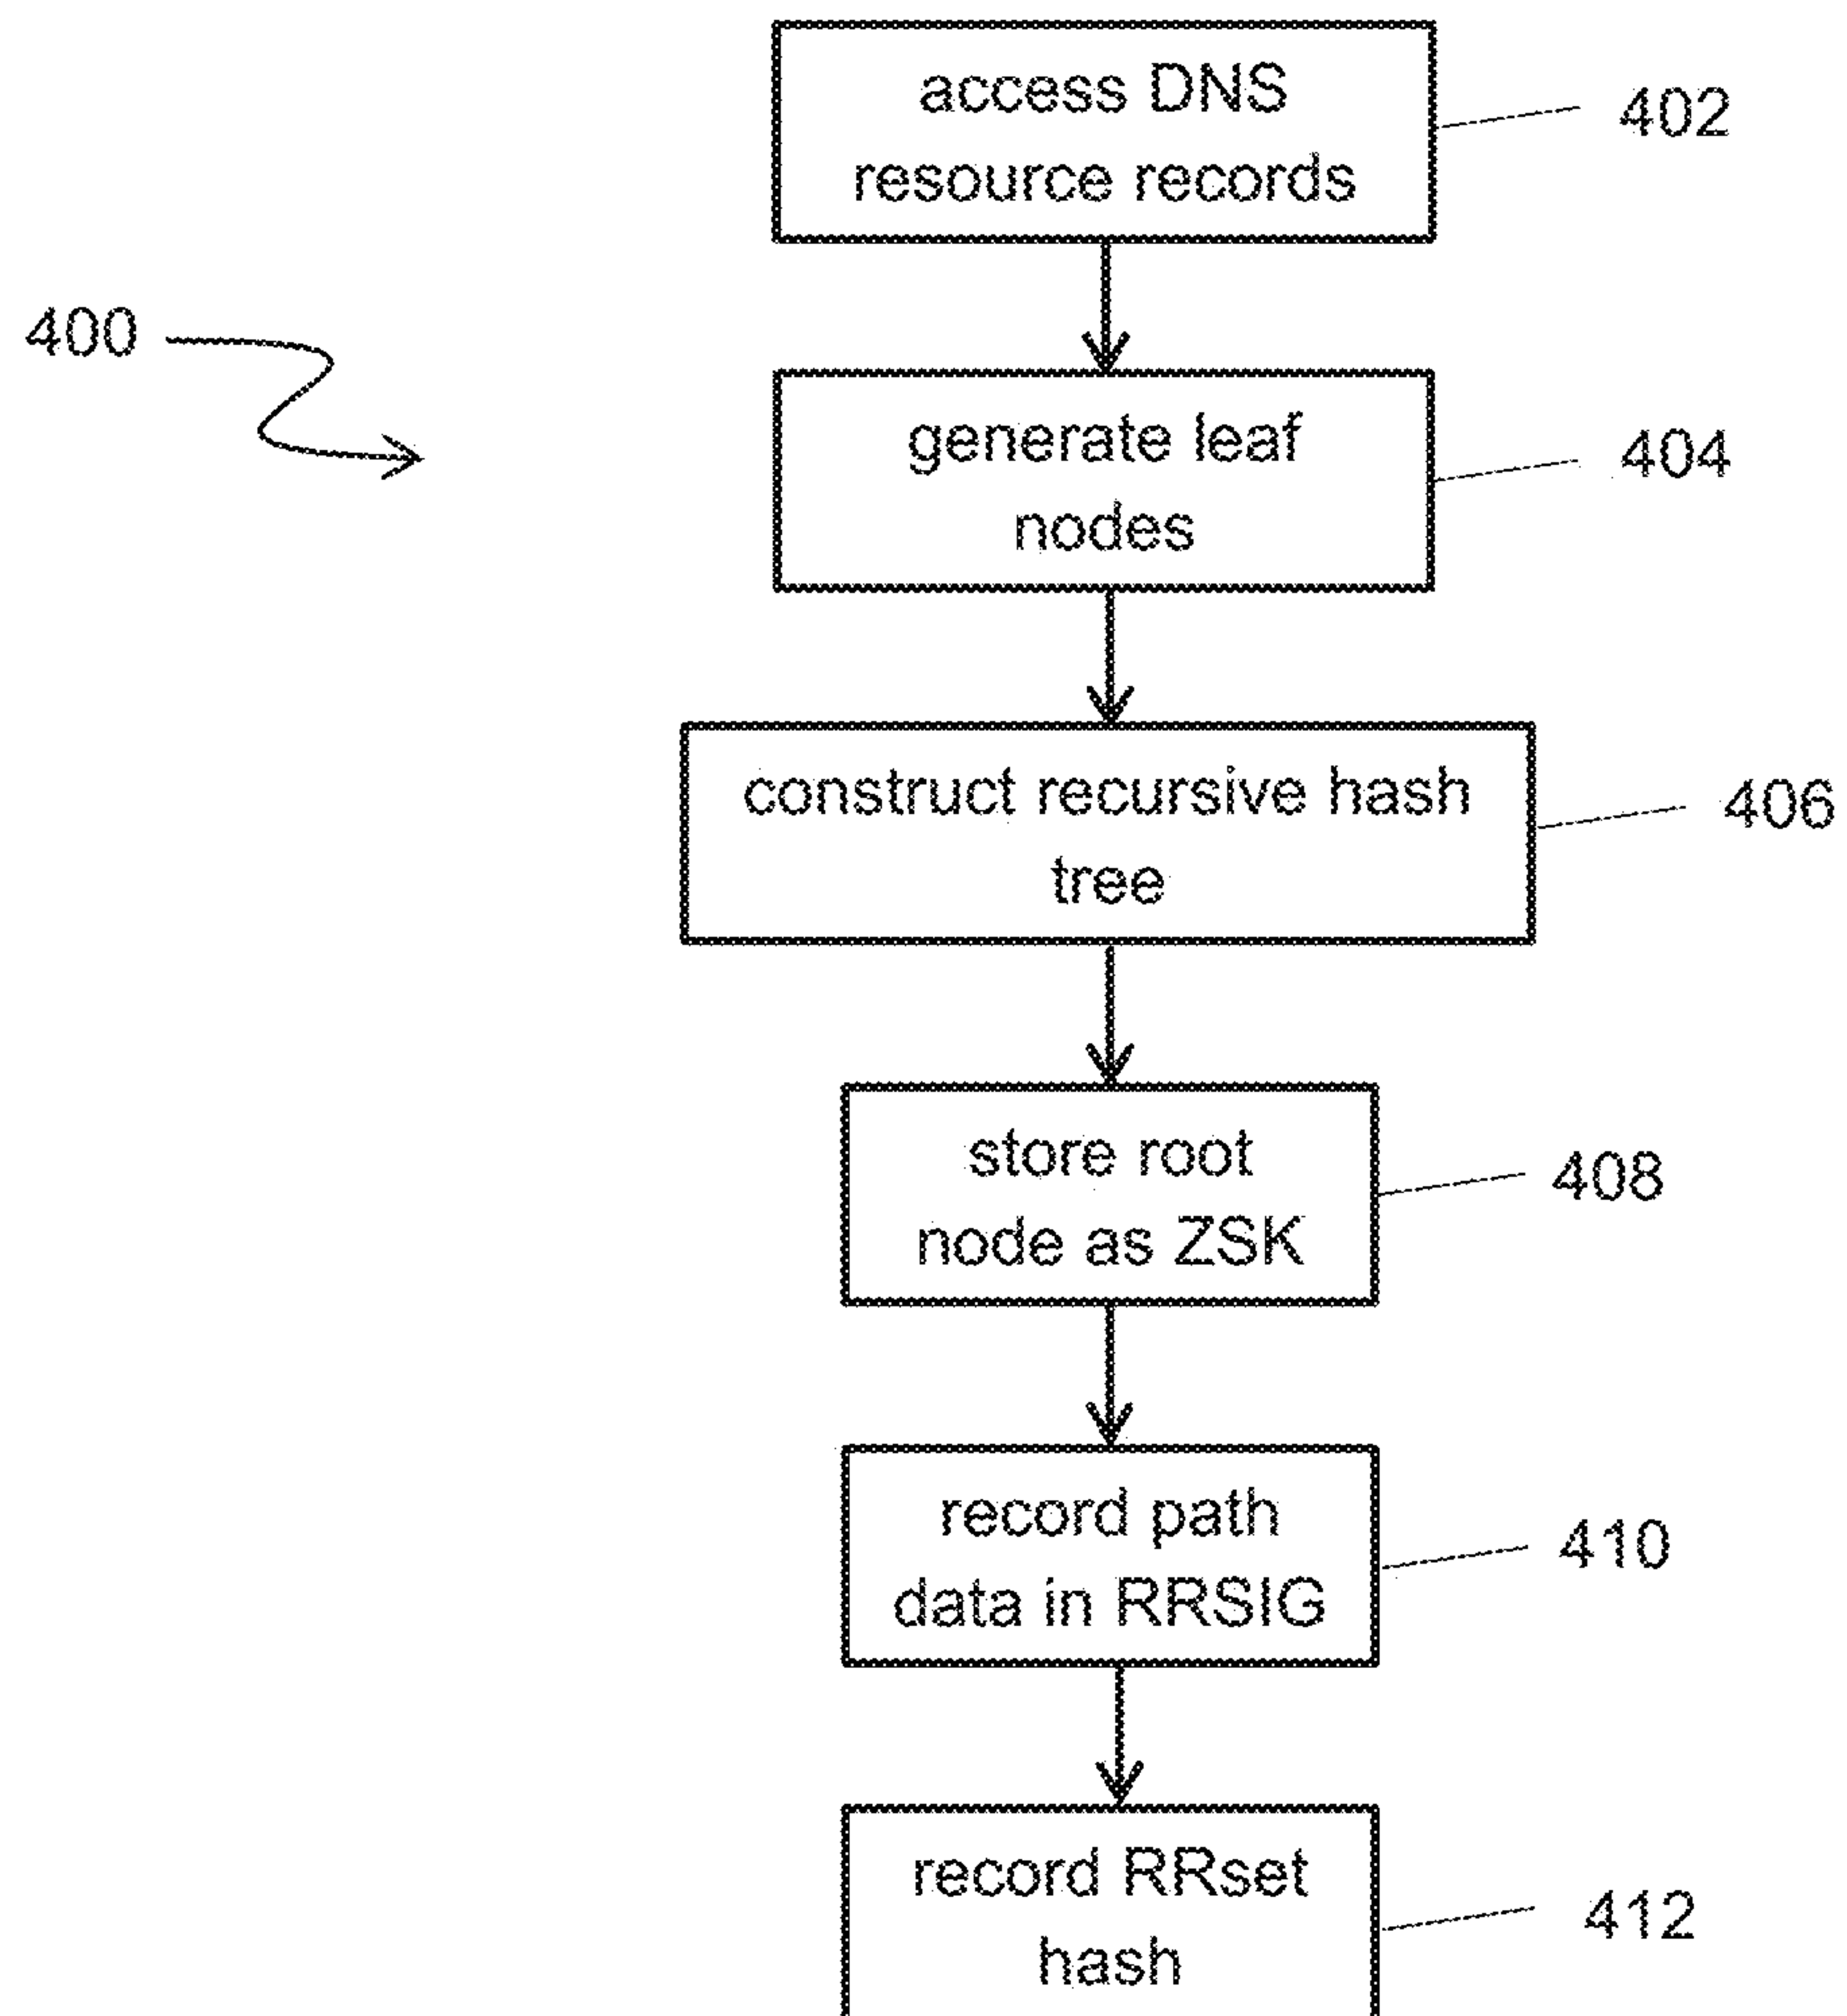 access DNS
resource records
402
400
generate leaf
nodes
404
construct recursive hash
tree
406
store root
node as ZSK
408
record path
data in RRSIG
410
record RRset
hash
412